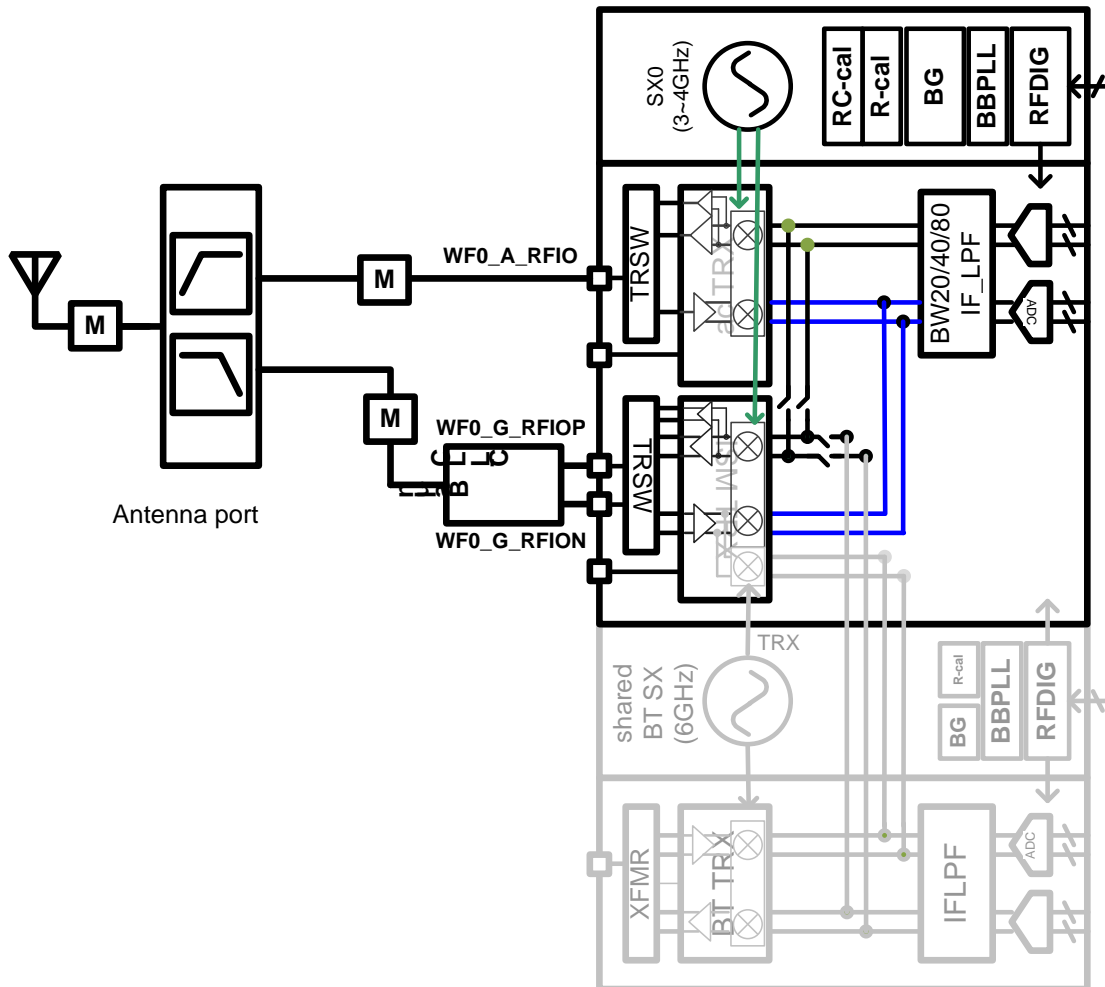 SX0
(3~4GHz)
RC-cal
R-cal
BG
BBPLL
RFDIG
M
WF0_A_RFIO
M
TRSW
BW20/40/80
IF_LPF
ADC
M
WF0_G_RFIOP
TRSW
Antenna port
WF0_G_RFION
shared
BT SX
(6GHz)
TRX
R-cal
BG
BBPLL
RFDIG
XFMR
BT TRX
IFLPF
ADC